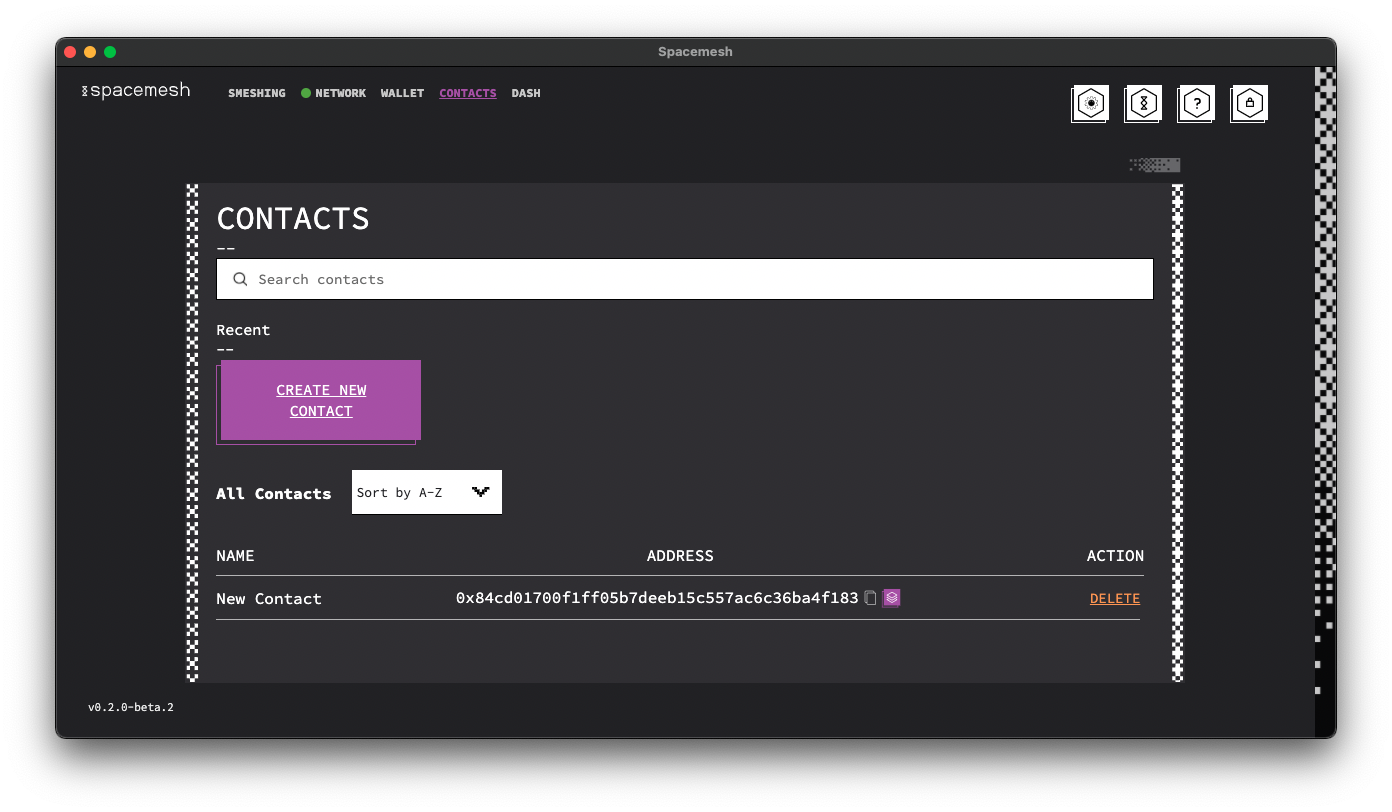 Spacemesh
spacemesh
SMESHING NETWORK WALLET CONTACTS DASH
?
CONTACTS
--
Search contacts
Recent
--
CREATE NEW
CONTACT
All Contacts Sort by A-Z
NAME ADDRESS ACTION
New Contact 0x84cd01700f1ff05b7deeb15c557ac6c36ba4f183 DELETE
v0.2.0-beta.2